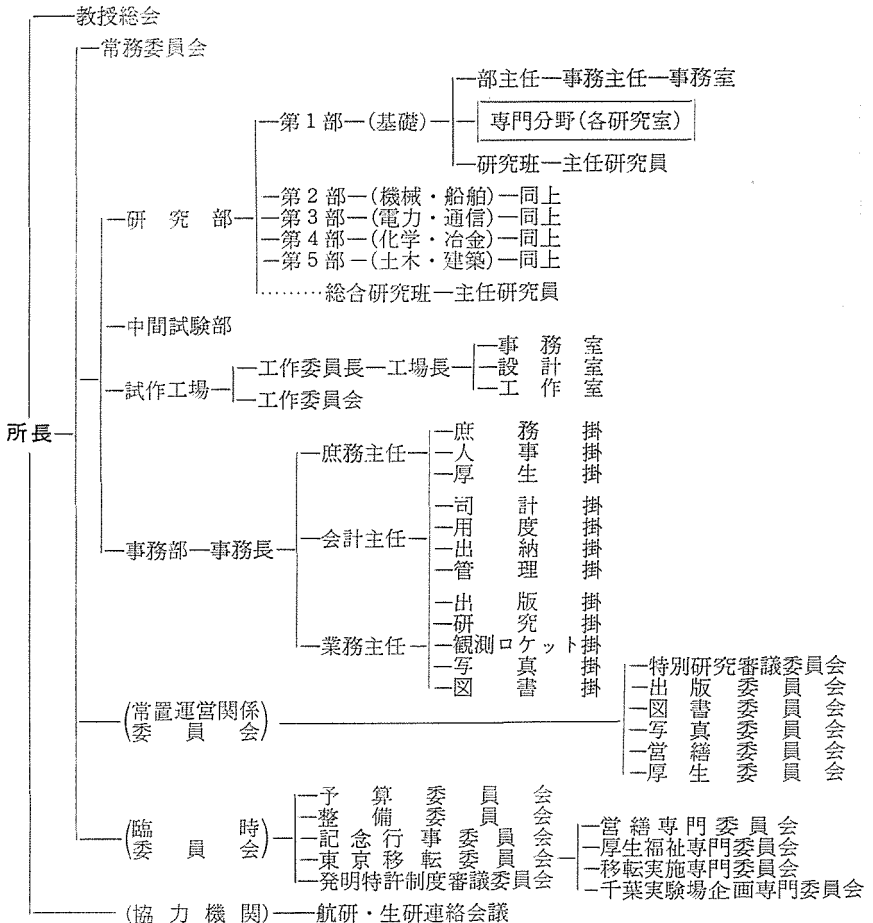 教授総会
常務委員会
部主任―事務主任―事務室
第1部―(基礎)
専門分野(各研究室)
研究班―主任研究員
研究部
第2部―(機械・船舶)―同上
第3部―(電力・通信)―同上
第4部―(化学・冶金)―同上
第5部―(土木・建築)―同上
………総合研究班―主任研究員
中間試験部
試作工場
工作委員長―工場長
事務室
設計室
工作室
工作委員会
所長
事務部―事務長
庶務主任
庶務掛
人事掛
厚生掛
会計主任
司計掛
用度掛
出納掛
管理掛
業務主任
出版掛
研究掛
観測ロケット掛
写真掛
図書掛
(常置運営関係委員会)
特別研究審議委員会
出版委員会
図書委員会
写真委員会
営繕委員会
厚生委員会
(臨時委員会)
予算委員会
整備委員会
記念行事委員会
東京移転委員会
発明特許制度審議委員会
営繕専門委員会
厚生福祉専門委員会
移転実施専門委員会
千葉実験場企画専門委員会
(協力機関)―航研・生研連絡会議